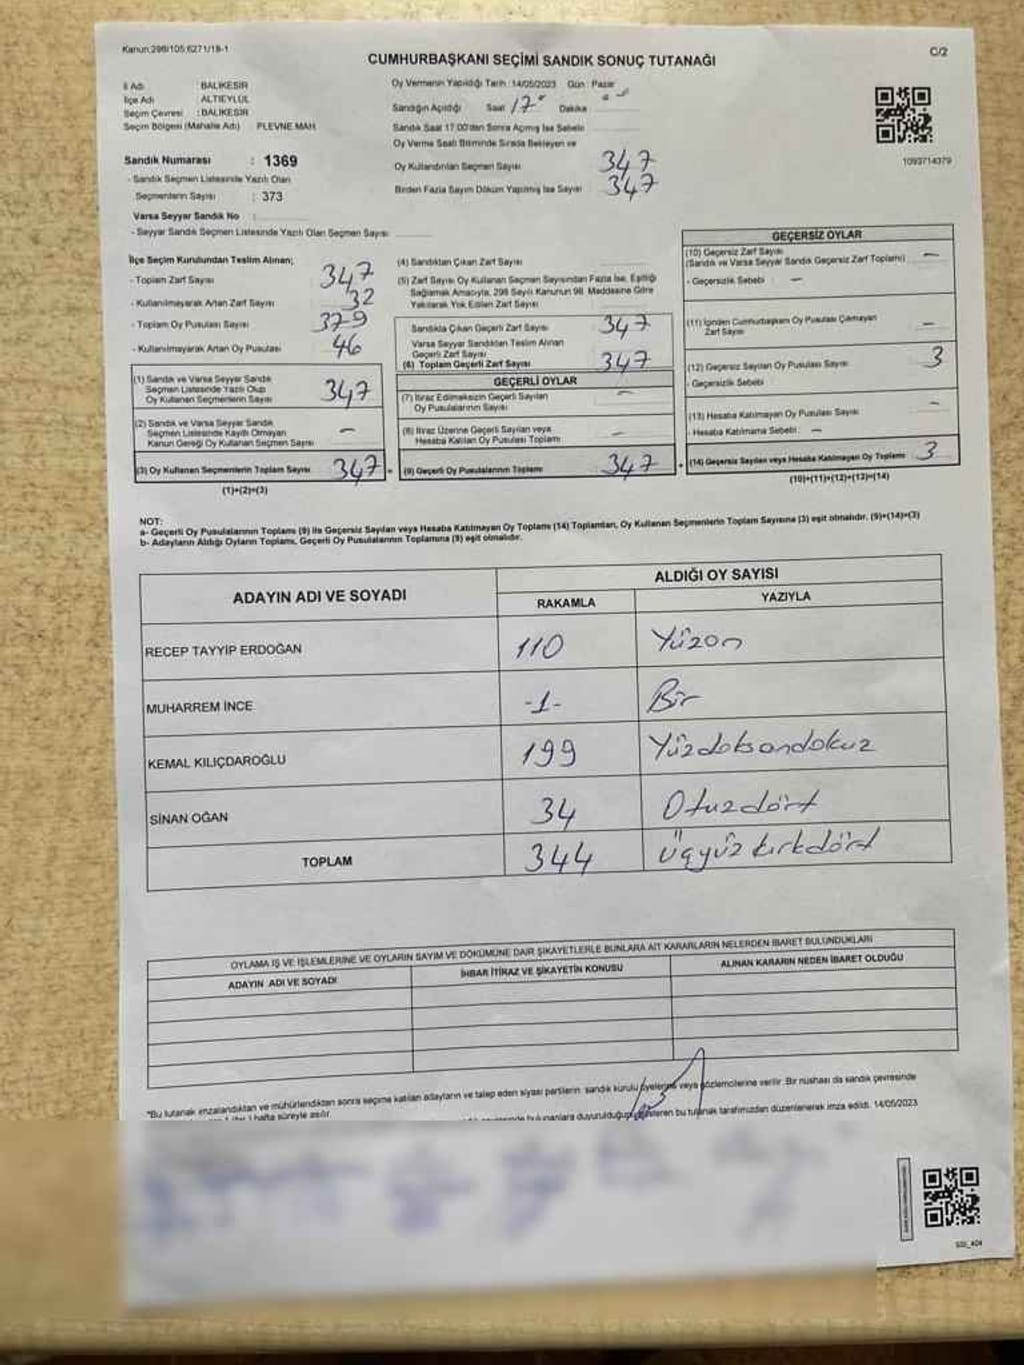 Kanun:298/105;6271/18-1
C/2
CUMHURBAŞKANI SEÇİMİ SANDIK SONUÇ TUTANAĞI
İl Adı : BALIKESİR
İlçe Adı : ALTIEYLÜL
Seçim Çevresi : BALIKESİR
Seçim Bölgesi (Mahalle Adı) PLEVNE MAH.
Sandık Numarası : 1369
- Sandık Seçmen Listesinde Yazılı Olan
Seçmenlerin Sayısı : 373
Varsa Seyyar Sandık No :
- Seyyar Sandık Seçmen Listesinde Yazılı Olan Seçmen Sayısı
Oy Vermenin Yapıldığı Tarih : 14/05/2023 Gün : Pazar
Sandığın Açıldığı Saat 17 Dakika
Sandık Saat 17:00'dan Sonra Açmış İse Sebebi
Oy Verme Saati Bitiminde Sırada Bekleyen ve
Oy Kullandırılan Seçmen Sayısı 347
Birden Fazla Sayım Döküm Yapılmış İse Sayısı 347
1093714379
İlçe Seçim Kurulundan Teslim Alınan;
- Toplam Zarf Sayısı 347
- Kullanılmayarak Artan Zarf Sayısı 32
- Toplam Oy Pusulası Sayısı 379
- Kullanılmayarak Artan Oy Pusulası 46
(1) Sandık ve Varsa Seyyar Sandık
Seçmen Listesinde Yazılı Olup
Oy Kullanan Seçmenlerin Sayısı 347
(2) Sandık ve Varsa Seyyar Sandık
Seçmen Listesinde Kayıtlı Olmayan
Kanun Gereği Oy Kullanan Seçmen Sayısı –
(3) Oy Kullanan Seçmenlerin Toplam Sayısı 347
(1)+(2)=(3)
(4) Sandıktan Çıkan Zarf Sayısı
(5) Zarf Sayısı Oy Kullanan Seçmen Sayısından Fazla İse, Eşitliği
Sağlamak Amacıyla, 298 Sayılı Kanunun 98. Maddesine Göre
Yakılarak Yok Edilen Zarf Sayısı
Sandıkta Çıkan Geçerli Zarf Sayısı 347
Varsa Seyyar Sandıktan Teslim Alınan
Geçerli Zarf Sayısı
(6) Toplam Geçerli Zarf Sayısı 347
GEÇERLİ OYLAR
(7) İtiraz Edilmeksizin Geçerli Sayılan
Oy Pusulalarının Sayısı –
(8) İtiraz Üzerine Geçerli Sayılan veya
Hesaba Katılan Oy Pusulası Toplamı –
(9) Geçerli Oy Pusulalarının Toplamı 347
GEÇERSİZ OYLAR
(10) Geçersiz Zarf Sayısı
(Sandık ve Varsa Seyyar Sandık Geçersiz Zarf Toplamı) –
- Geçersizlik Sebebi –
(11) İçinden Cumhurbaşkanı Oy Pusulası Çıkmayan
Zarf Sayısı –
(12) Geçersiz Sayılan Oy Pusulası Sayısı 3
- Geçersizlik Sebebi
(13) Hesaba Katılmayan Oy Pusulası Sayısı –
- Hesaba Katılmama Sebebi: –
(14) Geçersiz Sayılan veya Hesaba Katılmayan Oy Toplamı 3
(10)+(11)+(12)+(13)=(14)
NOT:
a- Geçerli Oy Pusulalarının Toplamı (9) ile Geçersiz Sayılan veya Hesaba Katılmayan Oy Toplamı (14) Toplamları, Oy Kullanan Seçmenlerin Toplam Sayısına (3) eşit olmalıdır. (9)+(14)=(3)
b- Adayların Aldığı Oyların Toplamı, Geçerli Oy Pusulalarının Toplamına (9) eşit olmalıdır.
ADAYIN ADI VE SOYADI ALDIĞI OY SAYISI
RAKAMLA YAZIYLA
RECEP TAYYİP ERDOĞAN 110 Yüzon
MUHARREM İNCE -1- Bir
KEMAL KILIÇDAROĞLU 199 Yüzdoksandokuz
SİNAN OĞAN 34 Otuzdört
TOPLAM 344 Üçyüzkırkdört
OYLAMA İŞ VE İŞLEMLERİNE VE OYLARIN SAYIM VE DÖKÜMÜNE DAİR ŞİKAYETLERLE BUNLARA AİT KARARLARIN NELERDEN İBARET BULUNDUKLARI
ADAYIN ADI VE SOYADI İHBAR İTİRAZ VE ŞİKAYETİN KONUSU ALINAN KARARIN NEDEN İBARET OLDUĞU
*Bu tutanak imzalandıktan ve mühürlendikten sonra seçime katılan adayların ve talep eden siyasi partilerin sandık kurulu üyelerine veya gözlemcilerine verilir. Bir nüshası da sandık çevresinde
hafta süreyle asılır.
bulunanlara duyurulduğunu gösteren bu tutanak tarafımızdan düzenlenerek imza edildi. 14/05/2023